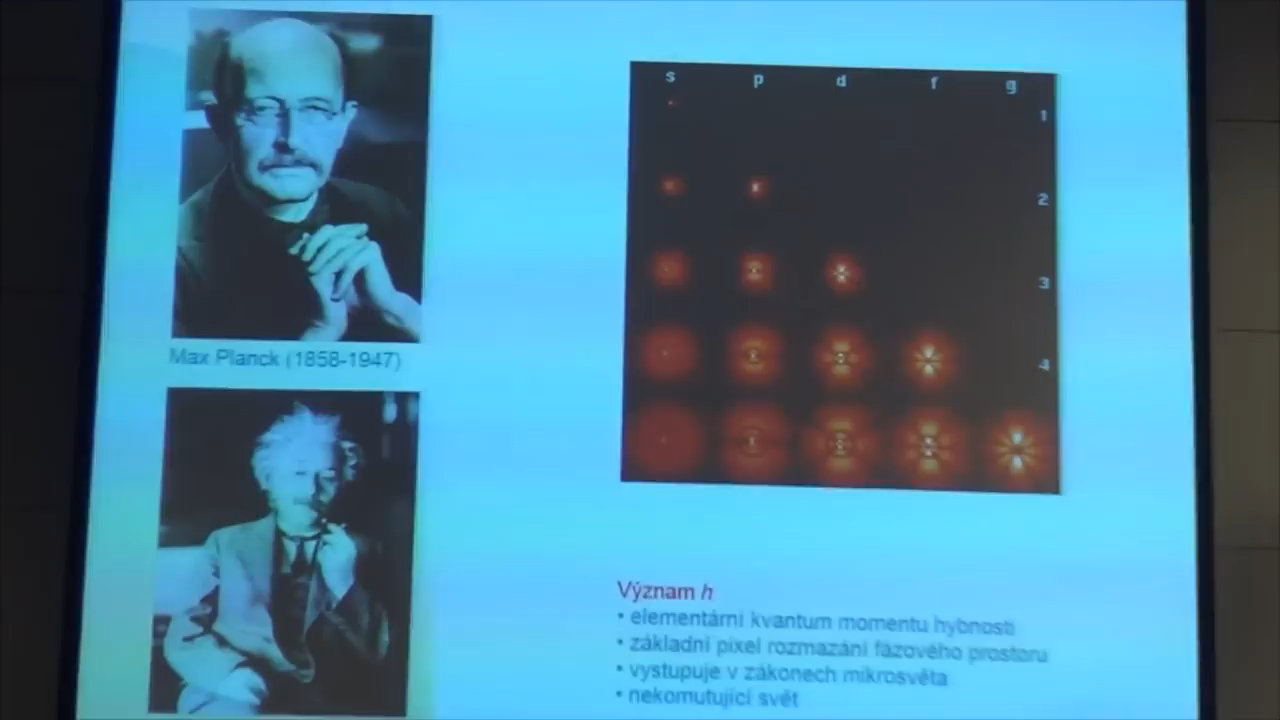 Max Planck (1858-1947)
s p d f g
1
2
3
4
Význam h
• elementární kvantum momentu hybnosti
• základní pixel rozmazání fázového prostoru
• vystupuje v zákonech mikrosvěta
• nekomutující svět